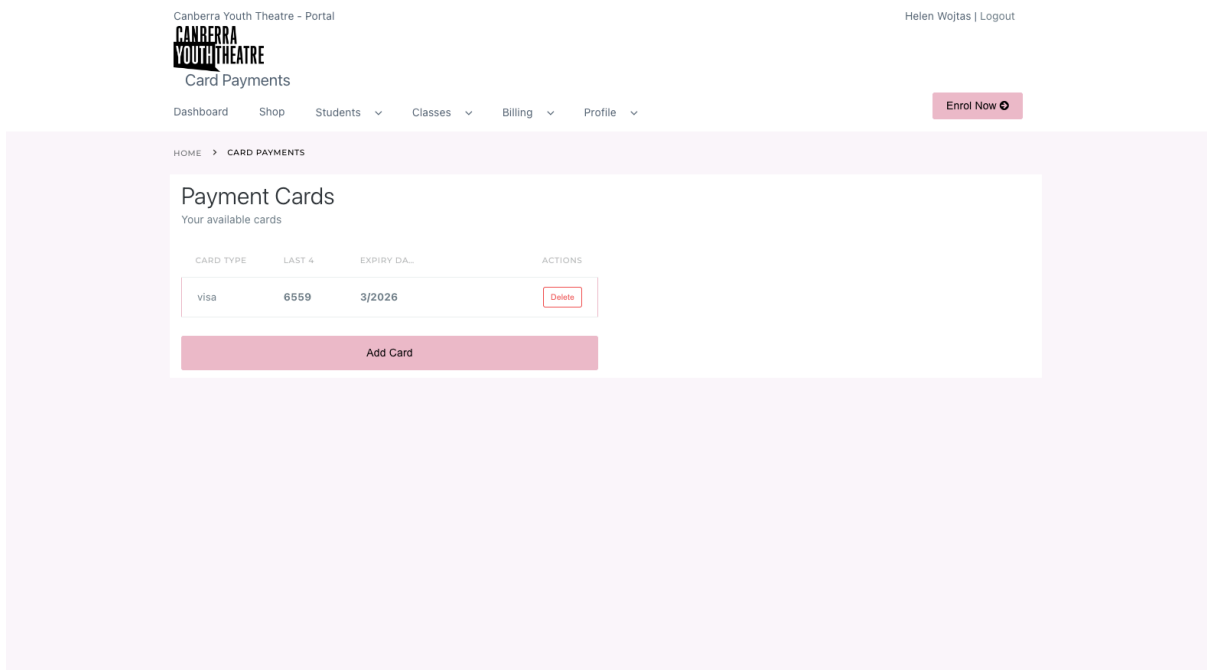 Canberra Youth Theatre - Portal
Helen Wojtas | Logout
CANBERRA
YOUTH THEATRE
Card Payments
Dashboard Shop Students Classes Billing Profile
Enrol Now
HOME > CARD PAYMENTS
Payment Cards
Your available cards
CARD TYPE LAST 4 EXPIRY DA... ACTIONS
visa 6559 3/2026 Delete
Add Card